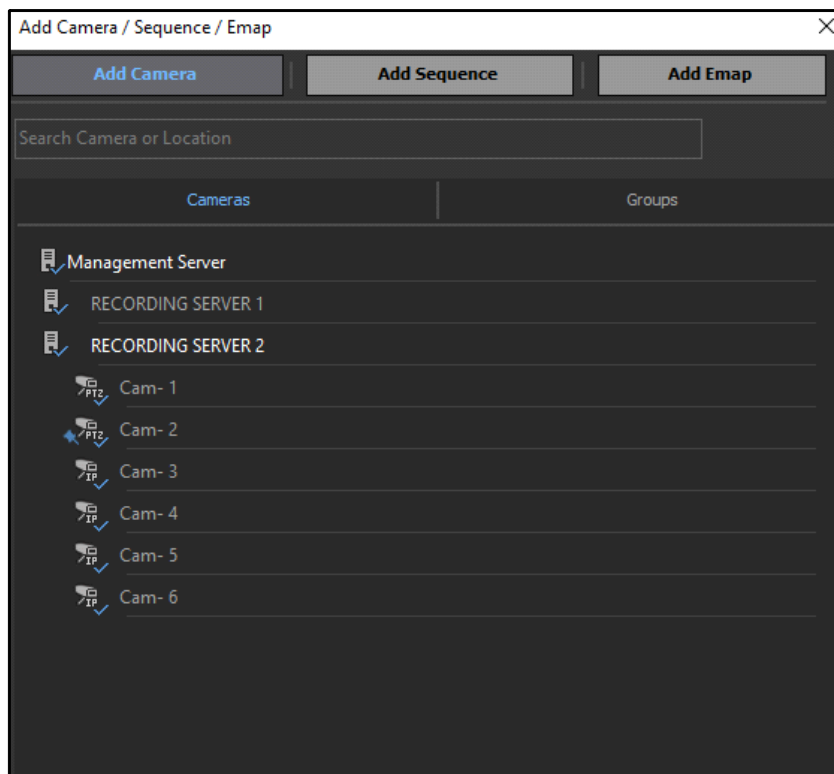 Add Camera / Sequence / Emap
Add Camera Add Sequence Add Emap
Search Camera or Location
Cameras Groups
Management Server
RECORDING SERVER 1
RECORDING SERVER 2
PTZ Cam- 1
PTZ Cam- 2
IP Cam- 3
IP Cam- 4
IP Cam- 5
IP Cam- 6